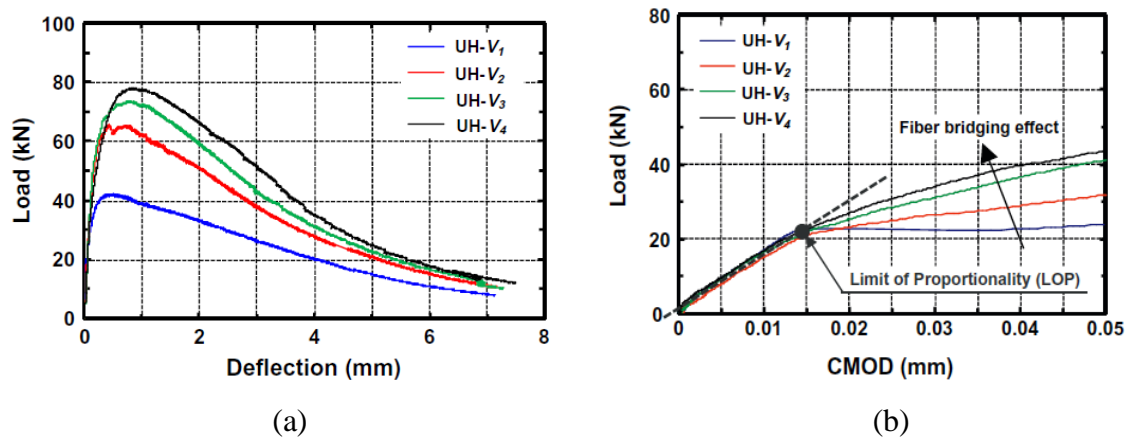 100
80
60
40
20
0
Load (kN)
0
2
4
6
8
Deflection (mm)
UH-V1
UH-V2
UH-V3
UH-V4
(a)
80
60
40
20
0
Load (kN)
0
0.01
0.02
0.03
0.04
0.05
CMOD (mm)
UH-V1
UH-V2
UH-V3
UH-V4
Fiber bridging effect
Limit of Proportionality (LOP)
(b)